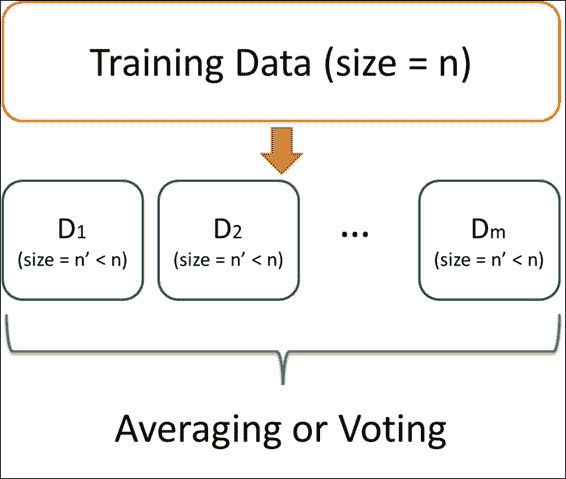 Training Data (size = n)
D1
(size = n’ < n)
D2
(size = n’ < n)
...
Dm
(size = n’ < n)
Averaging or Voting